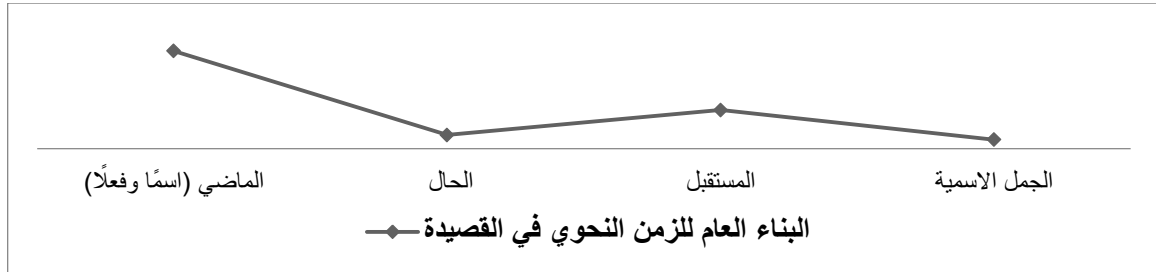 الماضي (اسمًا وفعلًا)
الحال
المستقبل
الجمل الاسمية
البناء العام للزمن النحوي في القصيدة